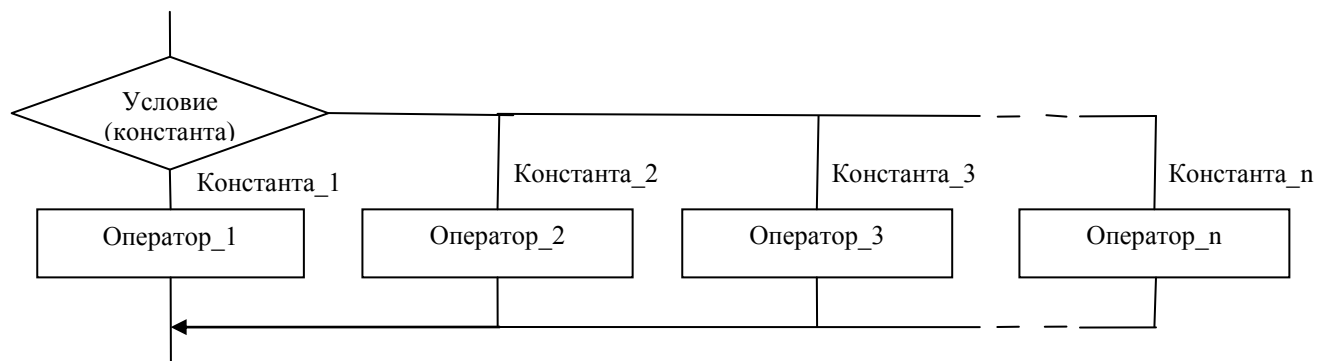 Условие
(константа)
Константа_1
Константа_2
Константа_3
Константа_n
Оператор_1
Оператор_2
Оператор_3
Оператор_n